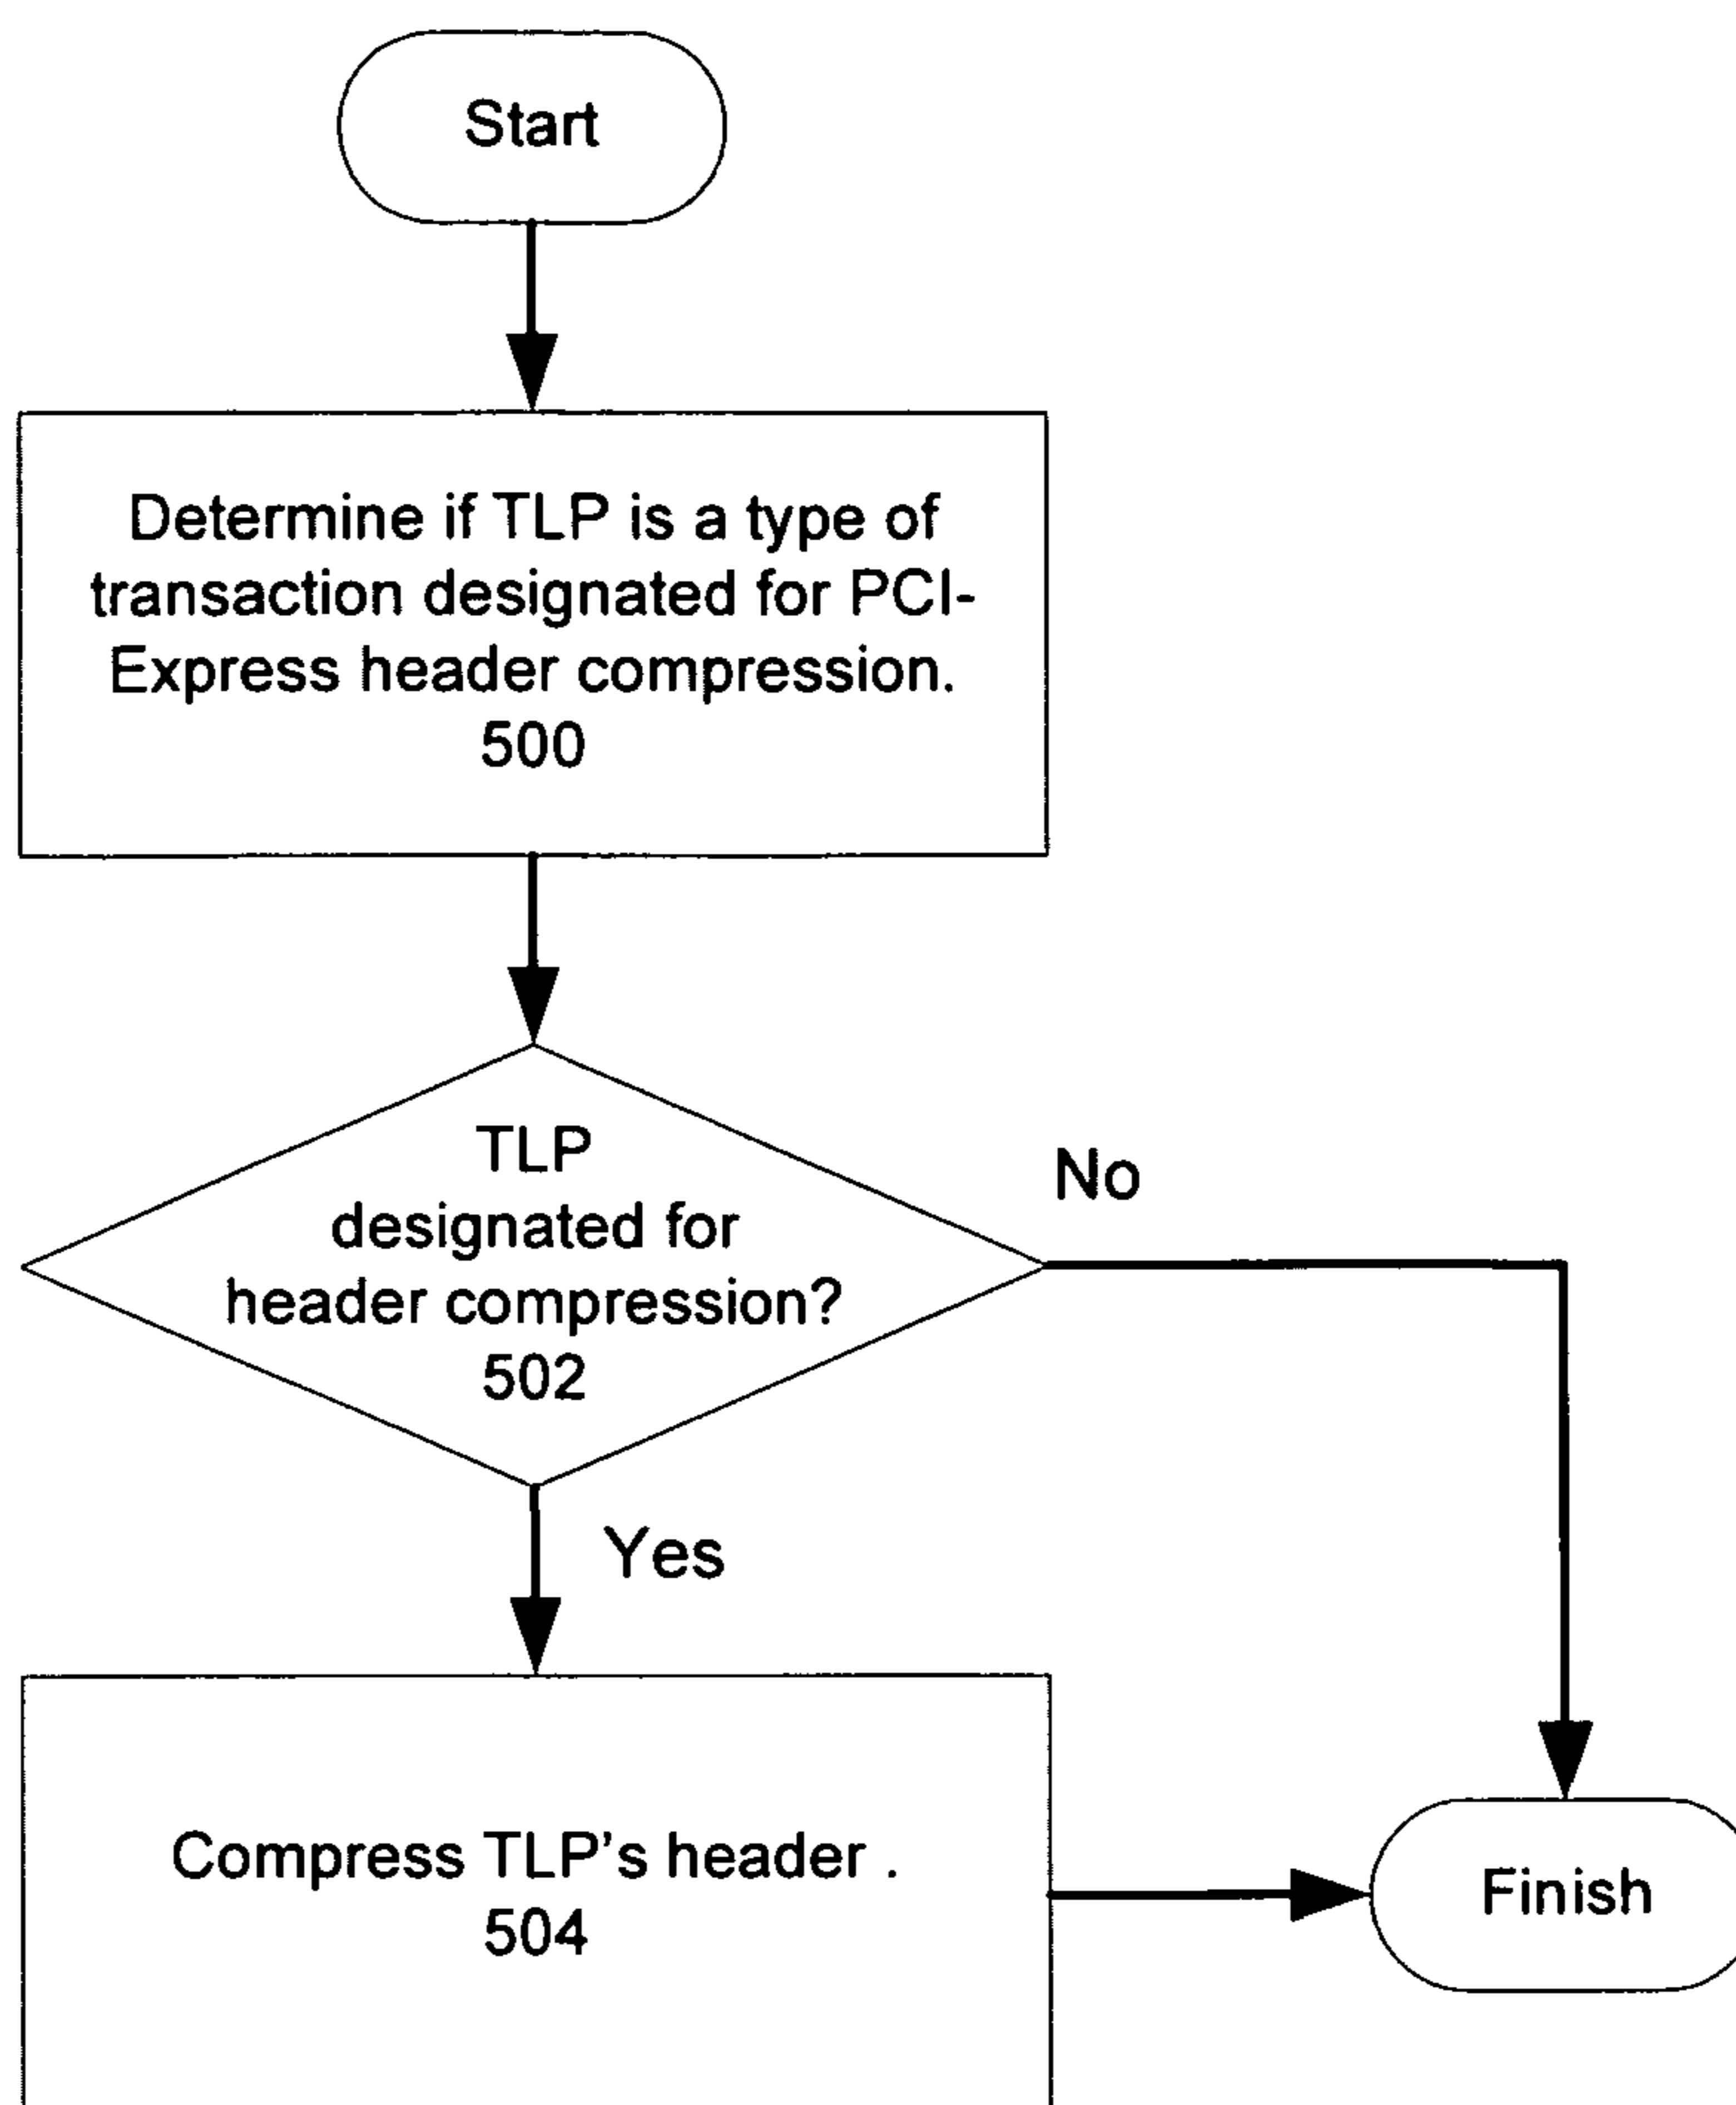 Start
Determine if TLP is a type of
transaction designated for PCI-
Express header compression.
500
TLP
designated for
header compression?
502
No
Yes
Compress TLP's header .
504
Finish